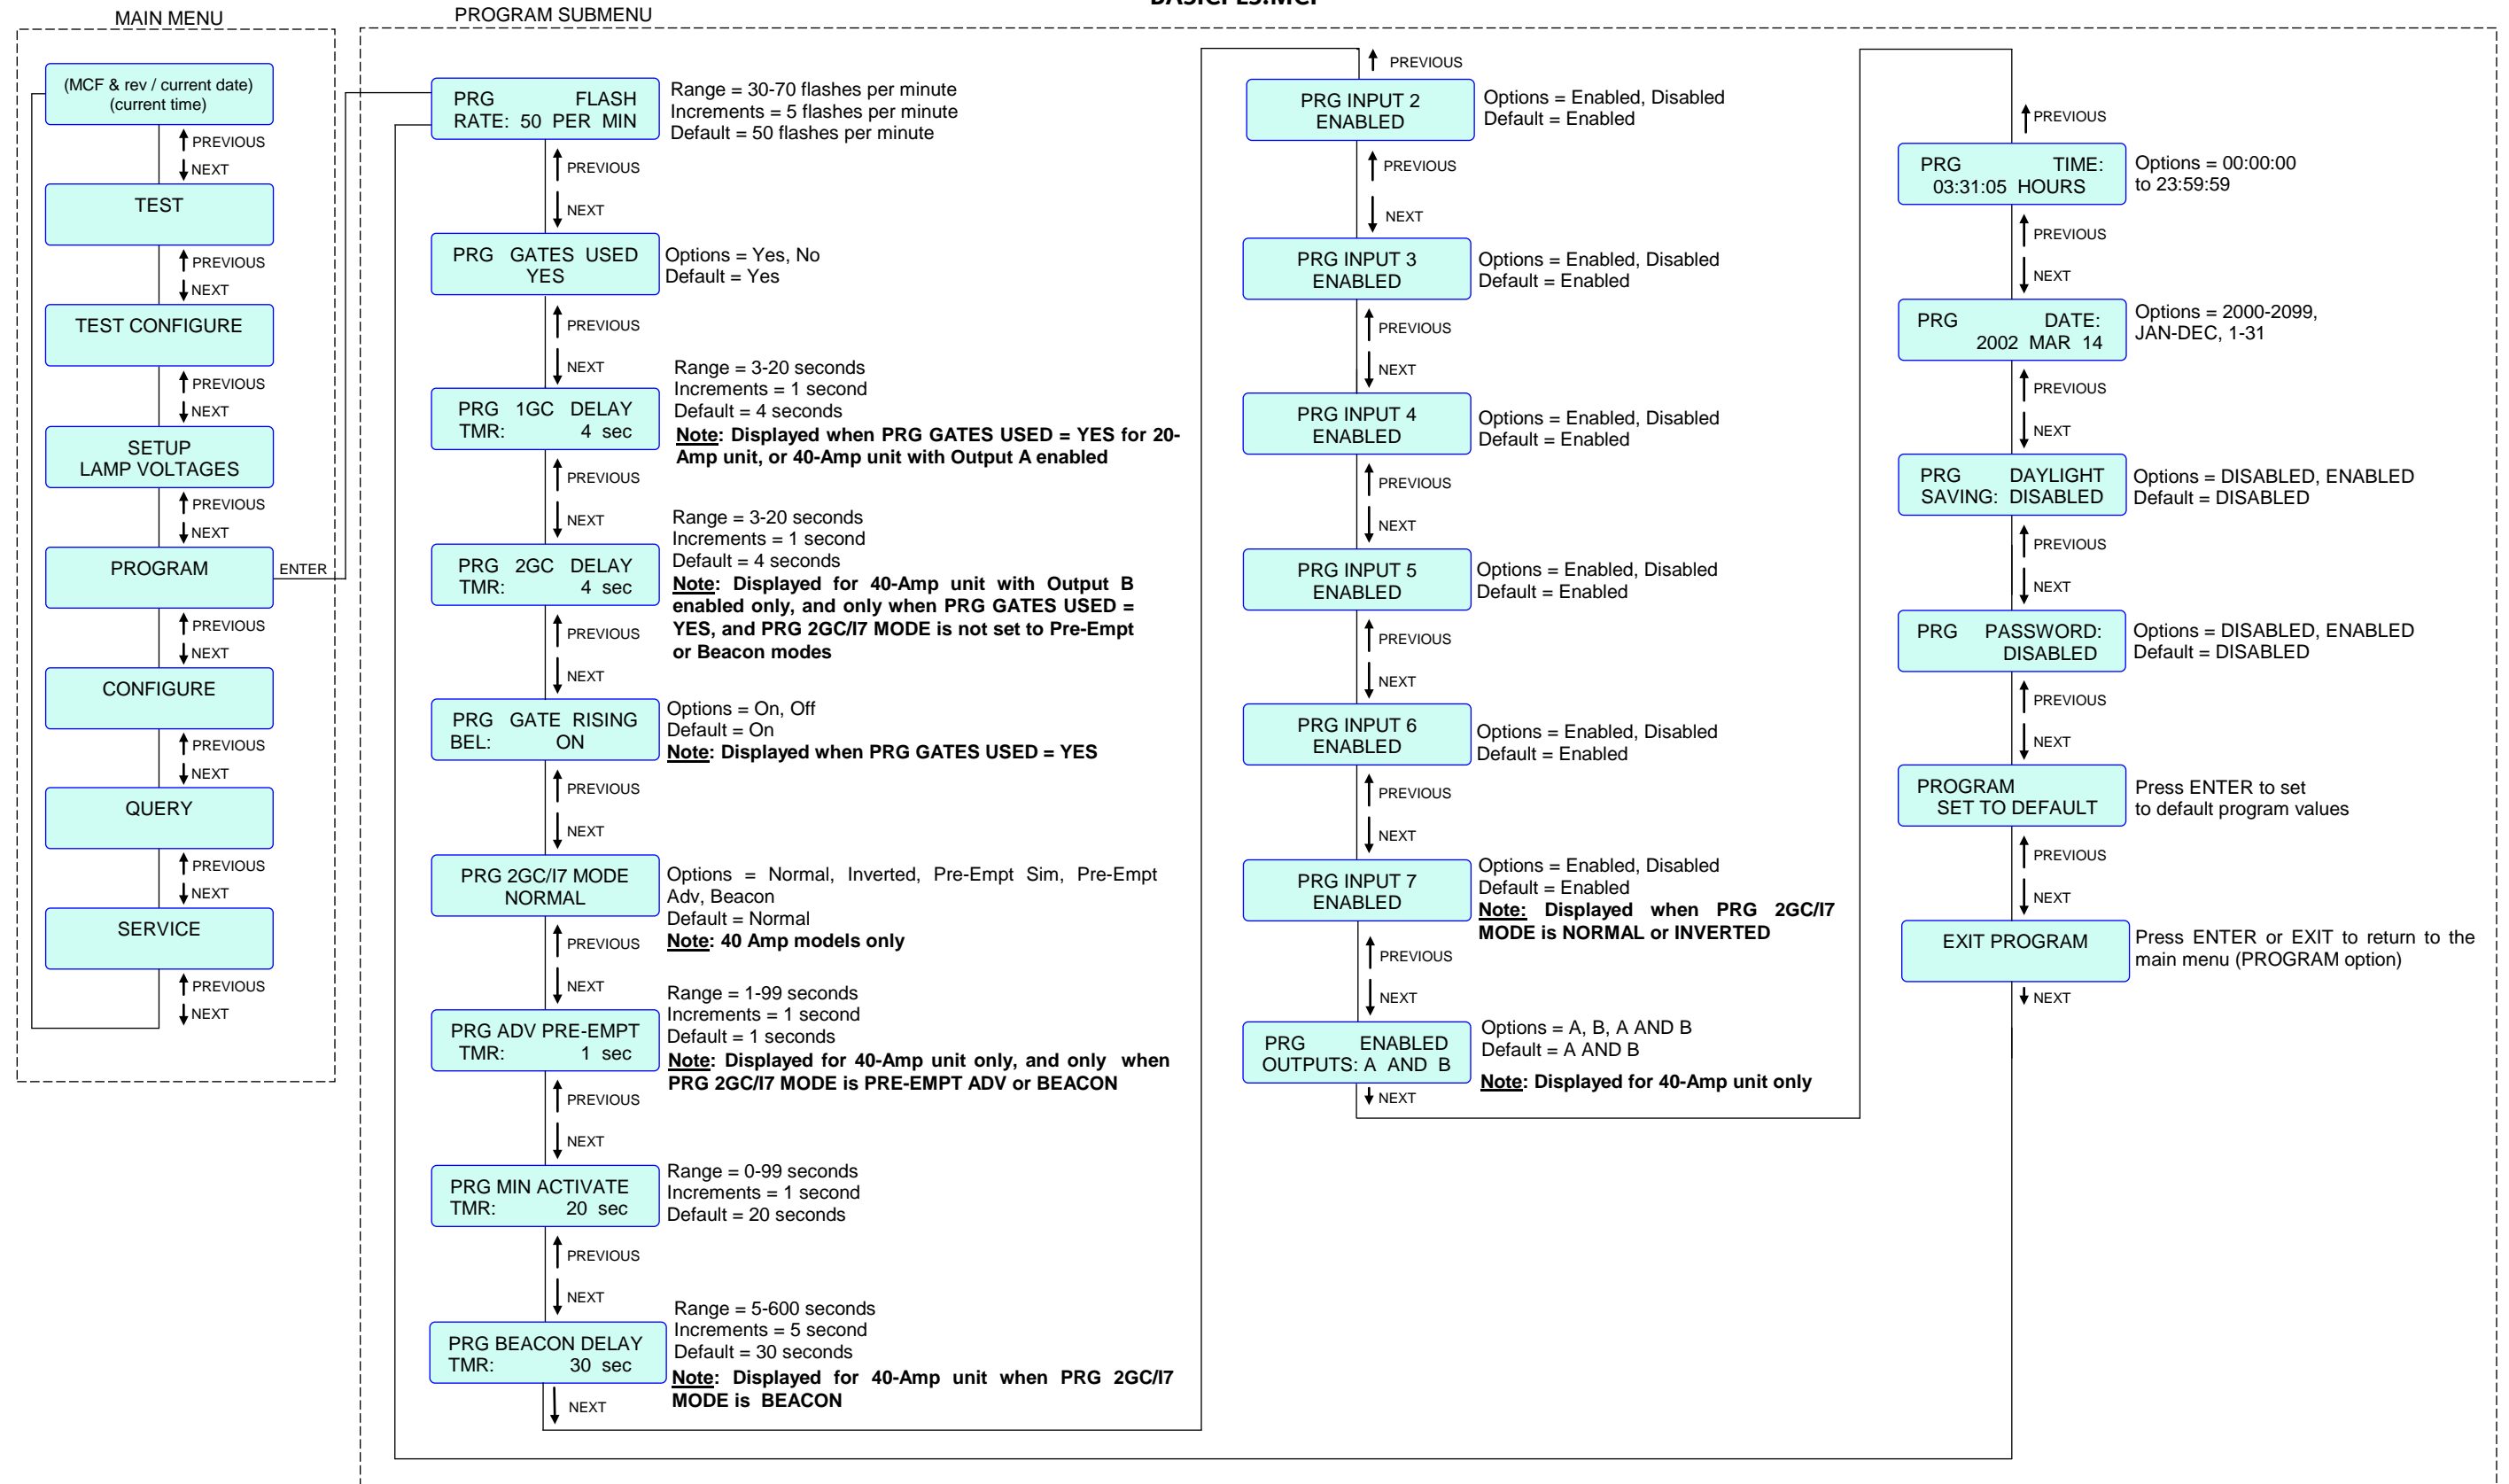 MAIN MENU
(MCF & rev / current date)
(current time)
PREVIOUS
NEXT
TEST
PREVIOUS
NEXT
TEST CONFIGURE
PREVIOUS
NEXT
SETUP
LAMP VOLTAGES
PREVIOUS
NEXT
PROGRAM
ENTER
PREVIOUS
NEXT
CONFIGURE
PREVIOUS
NEXT
QUERY
PREVIOUS
NEXT
SERVICE
PREVIOUS
NEXT
PROGRAM SUBMENU
PRG FLASH
RATE: 50 PER MIN
Range = 30-70 flashes per minute
Increments = 5 flashes per minute
Default = 50 flashes per minute
PREVIOUS
NEXT
PRG GATES USED
YES
Options = Yes, No
Default = Yes
PREVIOUS
NEXT
PRG 1GC DELAY
TMR: 4 sec
Range = 3-20 seconds
Increments = 1 second
Default = 4 seconds
Note: Displayed when PRG GATES USED = YES for 20-
Amp unit, or 40-Amp unit with Output A enabled
PREVIOUS
NEXT
PRG 2GC DELAY
TMR: 4 sec
Range = 3-20 seconds
Increments = 1 second
Default = 4 seconds
Note: Displayed for 40-Amp unit with Output B
enabled only, and only when PRG GATES USED =
YES, and PRG 2GC/I7 MODE is not set to Pre-Empt
or Beacon modes
PREVIOUS
NEXT
PRG GATE RISING
BEL: ON
Options = On, Off
Default = On
Note: Displayed when PRG GATES USED = YES
PREVIOUS
NEXT
PRG 2GC/I7 MODE
NORMAL
Options = Normal, Inverted, Pre-Empt Sim, Pre-Empt
Adv, Beacon
Default = Normal
Note: 40 Amp models only
PREVIOUS
NEXT
PRG ADV PRE-EMPT
TMR: 1 sec
Range = 1-99 seconds
Increments = 1 second
Default = 1 seconds
Note: Displayed for 40-Amp unit only, and only when
PRG 2GC/I7 MODE is PRE-EMPT ADV or BEACON
PREVIOUS
NEXT
PRG MIN ACTIVATE
TMR: 20 sec
Range = 0-99 seconds
Increments = 1 second
Default = 20 seconds
PREVIOUS
NEXT
PRG BEACON DELAY
TMR: 30 sec
Range = 5-600 seconds
Increments = 5 second
Default = 30 seconds
Note: Displayed for 40-Amp unit when PRG 2GC/I7
MODE is BEACON
NEXT
PREVIOUS
PRG INPUT 2
ENABLED
Options = Enabled, Disabled
Default = Enabled
PREVIOUS
NEXT
PRG INPUT 3
ENABLED
Options = Enabled, Disabled
Default = Enabled
PREVIOUS
NEXT
PRG INPUT 4
ENABLED
Options = Enabled, Disabled
Default = Enabled
PREVIOUS
NEXT
PRG INPUT 5
ENABLED
Options = Enabled, Disabled
Default = Enabled
PREVIOUS
NEXT
PRG INPUT 6
ENABLED
Options = Enabled, Disabled
Default = Enabled
PREVIOUS
NEXT
PRG INPUT 7
ENABLED
Options = Enabled, Disabled
Default = Enabled
Note: Displayed when PRG 2GC/I7
MODE is NORMAL or INVERTED
PREVIOUS
NEXT
PRG ENABLED
OUTPUTS: A AND B
Options = A, B, A AND B
Default = A AND B
Note: Displayed for 40-Amp unit only
NEXT
PREVIOUS
PRG TIME:
03:31:05 HOURS
Options = 00:00:00
to 23:59:59
PREVIOUS
NEXT
PRG DATE:
2002 MAR 14
Options = 2000-2099,
JAN-DEC, 1-31
PREVIOUS
NEXT
PRG DAYLIGHT
SAVING: DISABLED
Options = DISABLED, ENABLED
Default = DISABLED
PREVIOUS
NEXT
PRG PASSWORD:
DISABLED
Options = DISABLED, ENABLED
Default = DISABLED
PREVIOUS
NEXT
PROGRAM
SET TO DEFAULT
Press ENTER to set
to default program values
PREVIOUS
NEXT
EXIT PROGRAM
Press ENTER or EXIT to return to the
main menu (PROGRAM option)
NEXT